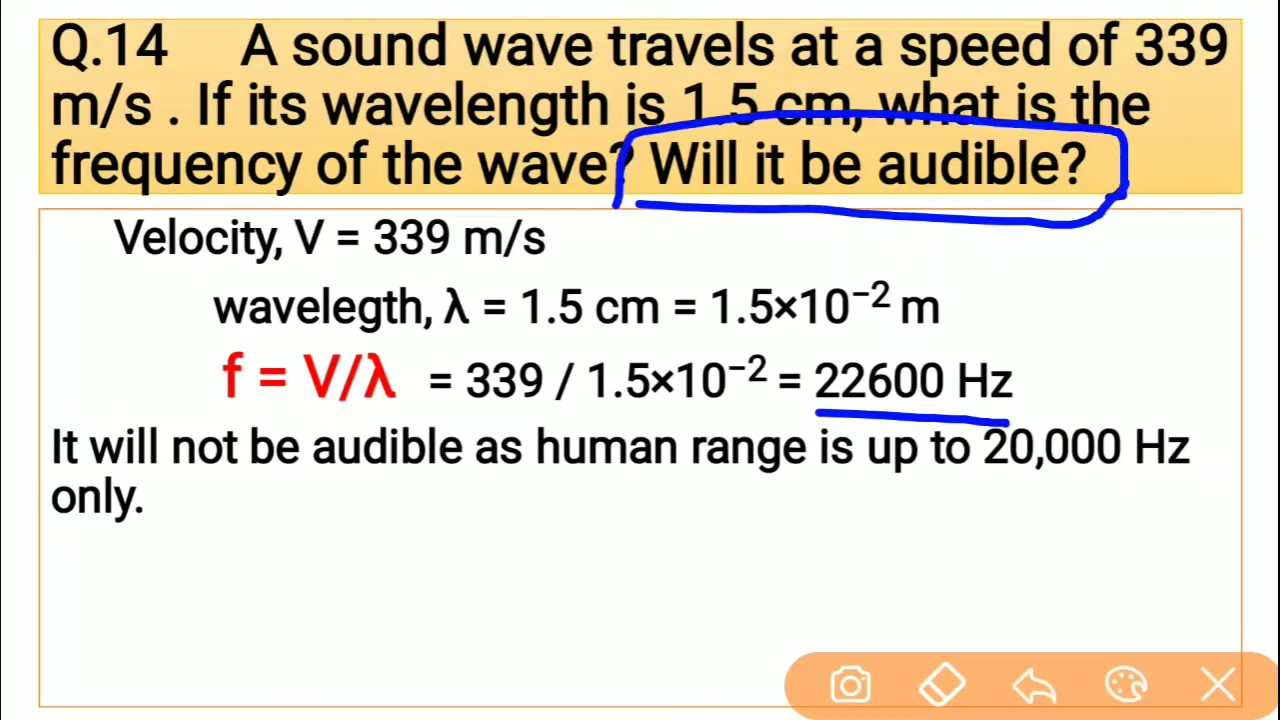 Q.14 A sound wave travels at a speed of 339
m/s . If its wavelength is 1.5 cm, what is the
frequency of the wave? Will it be audible?
Velocity, V = 339 m/s
wavelegth, λ = 1.5 cm = 1.5×10⁻² m
f = V/λ = 339 / 1.5×10⁻² = 22600 Hz
It will not be audible as human range is up to 20,000 Hz
only.